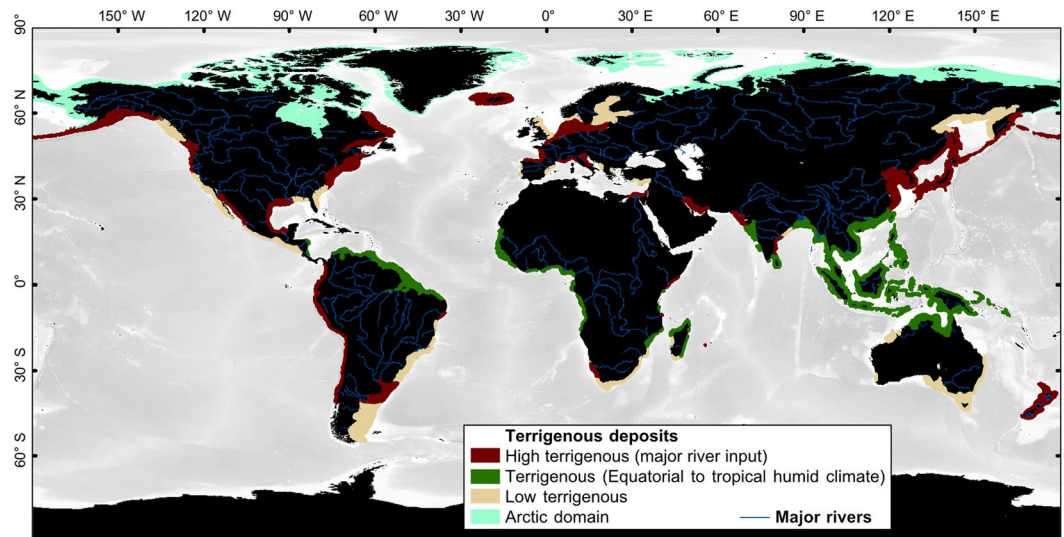 150° W 120° W 90° W 60° W 30° W 0° 30° E 60° E 90° E 120° E 150° E
90°
60° N
30° N
0°
30° S
60° S
Terrigenous deposits
High terrigenous (major river input)
Terrigenous (Equatorial to tropical humid climate)
Low terrigenous
Arctic domain
Major rivers